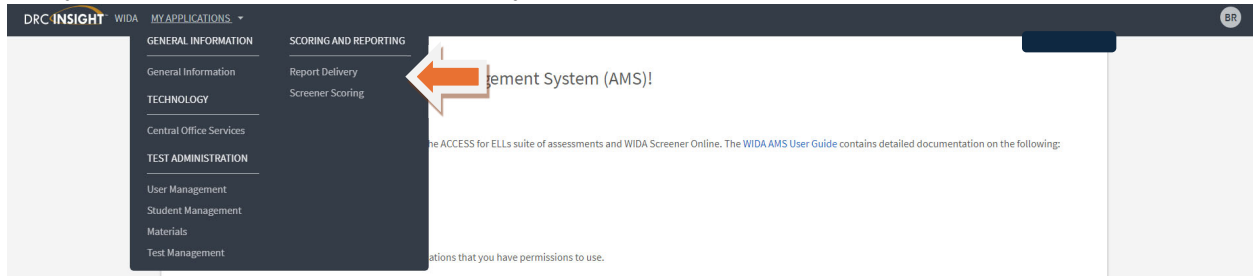 DRC INSIGHT WIDA MY APPLICATIONS BR
GENERAL INFORMATION
General Information
TECHNOLOGY
Central Office Services
TEST ADMINISTRATION
User Management
Student Management
Materials
Test Management
SCORING AND REPORTING
Report Delivery
Screener Scoring
gement System (AMS)!
he ACCESS for ELLs suite of assessments and WIDA Screener Online. The WIDA AMS User Guide contains detailed documentation on the following:
ations that you have permissions to use.